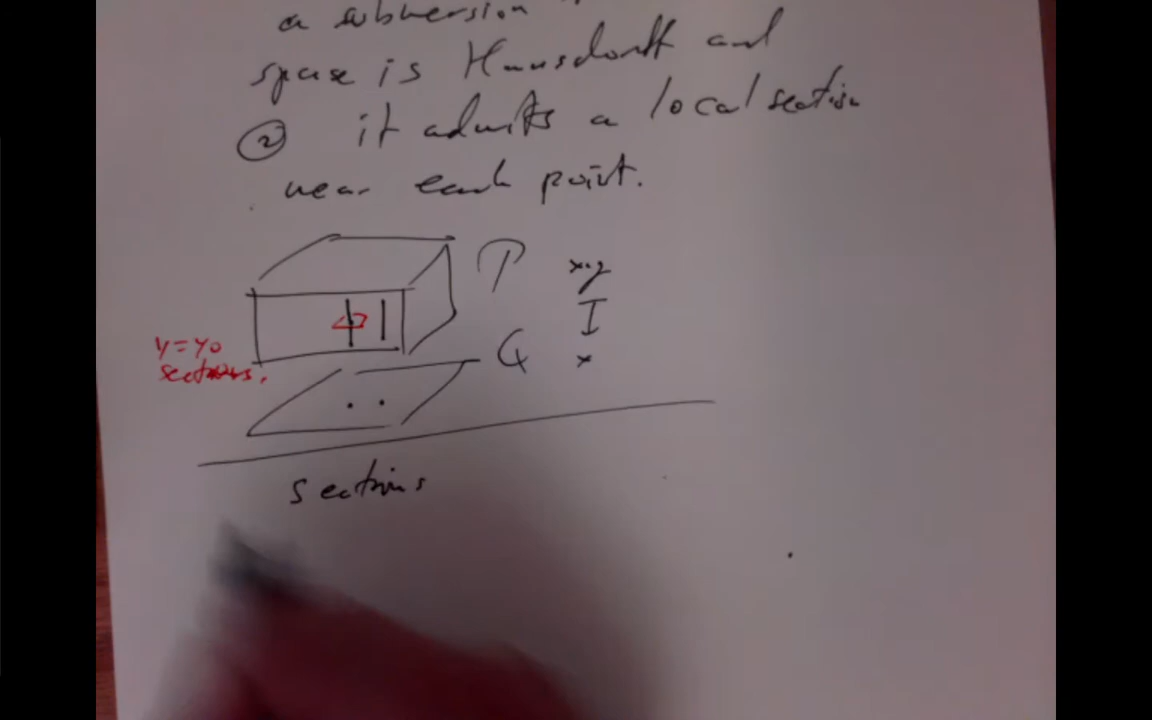 a submersion
space is Hausdorff and
② it admits a local section
near each point.
P x,y
y=y0
sections.
Q x
sections